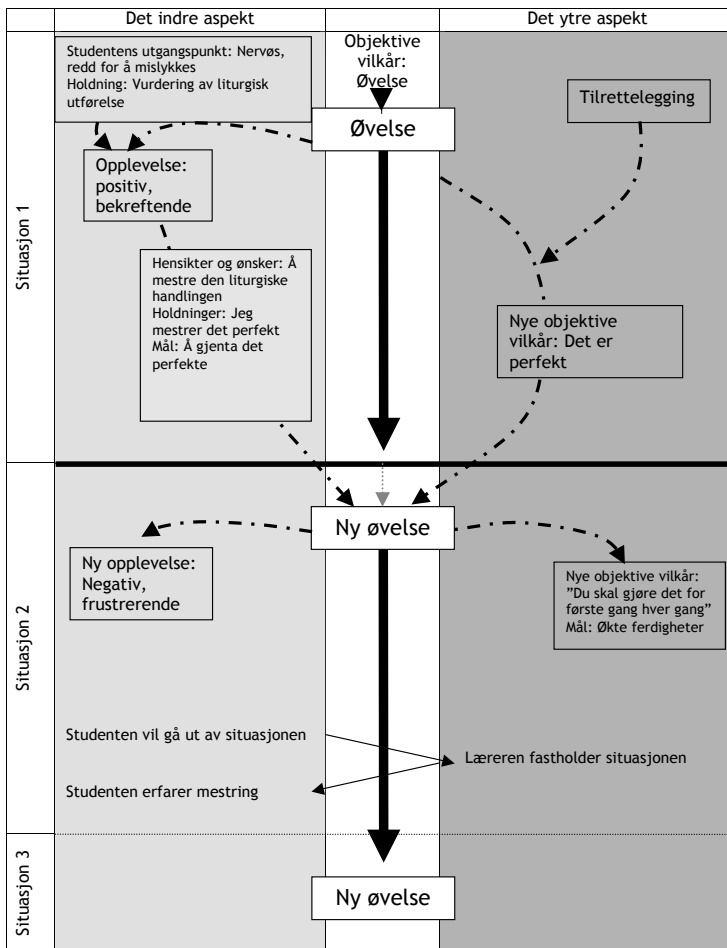 Det indre aspekt
Det ytre aspekt
Situasjon 1
Studentens utgangspunkt: Nervøs,
redd for å mislykkes
Holdning: Vurdering av liturgisk
utførelse
Objektive
vilkår:
Øvelse
Øvelse
Tilrettelegging
Opplevelse:
positiv,
bekreftende
Hensikter og ønsker: Å
mestre den liturgiske
handlingen
Holdninger: Jeg
mestrer det perfekt
Mål: Å gjenta det
perfekte
Nye objektive
vilkår: Det er
perfekt
Situasjon 2
Ny øvelse
Ny opplevelse:
Negativ,
frustrerende
Nye objektive vilkår:
”Du skal gjøre det for
første gang hver gang”
Mål: Økte ferdigheter
Studenten vil gå ut av situasjonen
Læreren fastholder situasjonen
Studenten erfarer mestring
Situasjon 3
Ny øvelse